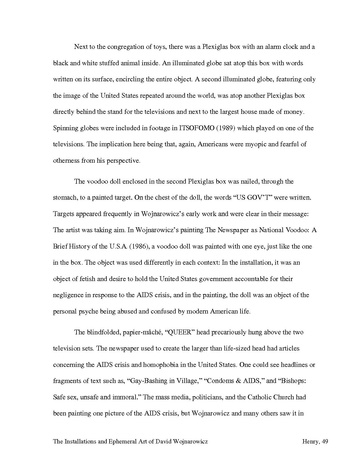 Next to the congregation of toys, there was a Plexiglas box with an alarm clock and a
black and white stuffed animal inside. An illuminated globe sat atop this box with words
written on its surface, encircling the entire object. A second illuminated globe, featuring only
the image of the United States repeated around the world, was atop another Plexiglas box
directly behind the stand for the televisions and next to the largest house made of money.
Spinning globes were included in footage in ITSOFOMO (1989) which played on one of the
televisions. The implication here being that, again, Americans were myopic and fearful of
otherness from his perspective.
The voodoo doll enclosed in the second Plexiglas box was nailed, through the
stomach, to a painted target. On the chest of the doll, the words “US GOV’T” were written.
Targets appeared frequently in Wojnarowicz’s early work and were clear in their message:
The artist was taking aim. In Wojnarowicz’s painting The Newspaper as National Voodoo: A
Brief History of the U.S.A. (1986), a voodoo doll was painted with one eye, just like the one
in the box. The object was used differently in each context: In the installation, it was an
object of fetish and desire to hold the United States government accountable for their
negligence in response to the AIDS crisis, and in the painting, the doll was an object of the
personal psyche being abused and confused by modern American life.
The blindfolded, papier-mâché, “QUEER” head precariously hung above the two
television sets. The newspaper used to create the larger than life-sized head had articles
concerning the AIDS crisis and homophobia in the United States. One could see headlines or
fragments of text such as, “Gay-Bashing in Village,” “Condoms & AIDS,” and “Bishops:
Safe sex, unsafe and immoral.” The mass media, politicians, and the Catholic Church had
been painting one picture of the AIDS crisis, but Wojnarowicz and many others saw it in
The Installations and Ephemeral Art of David Wojnarowicz Henry, 49